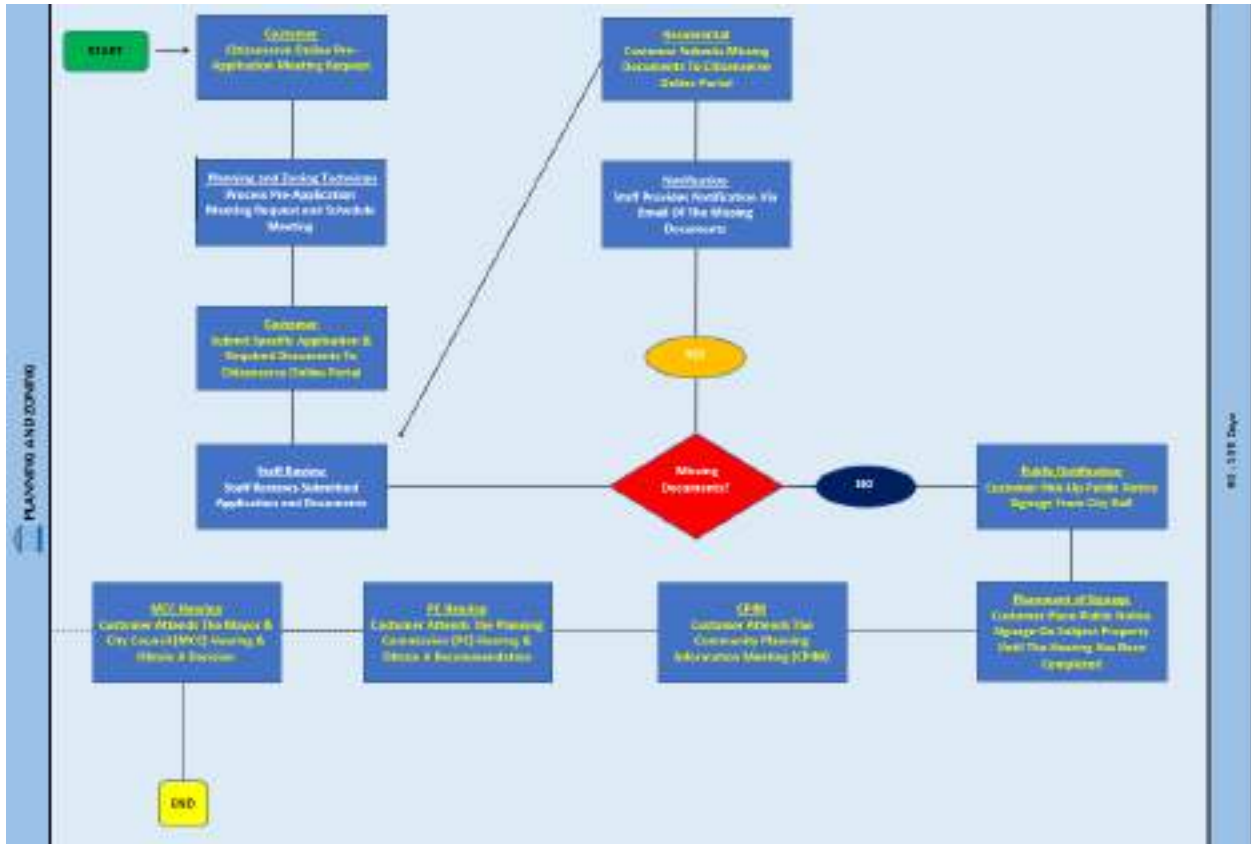 START
Customer
Citizenserve Online Pre-
Application Meeting Request
Planning and Zoning Technician
Process Pre-Application
Meeting Request and Schedule
Meeting
Customer
Submit Specific Application &
Required Documents To
Citizenserve Online Portal
Staff Review
Staff Reviews Submitted
Application and Documents
Customer Submits Missing
Documents To Citizenserve
Online Portal
Notification
Staff Provides Notification Via
Email Of The Missing
Documents
YES
Missing
Documents?
NO
Public Notification
Customer Pick Up Public Notice
Signage From City Hall
Placement of Signage
Customer Place Public Notice
Signage On Subject Property
Until The Hearing Has Been
Completed
CPIM
Customer Attends The
Community Planning
Information Meeting (CPIM)
PC Hearing
Customer Attends The Planning
Commission (PC) Hearing &
Obtain A Recommendation
MCC Hearing
Customer Attends The Mayor &
City Council(MCC) Hearing &
Obtain A Decision
END
PLANNING AND ZONING
Days